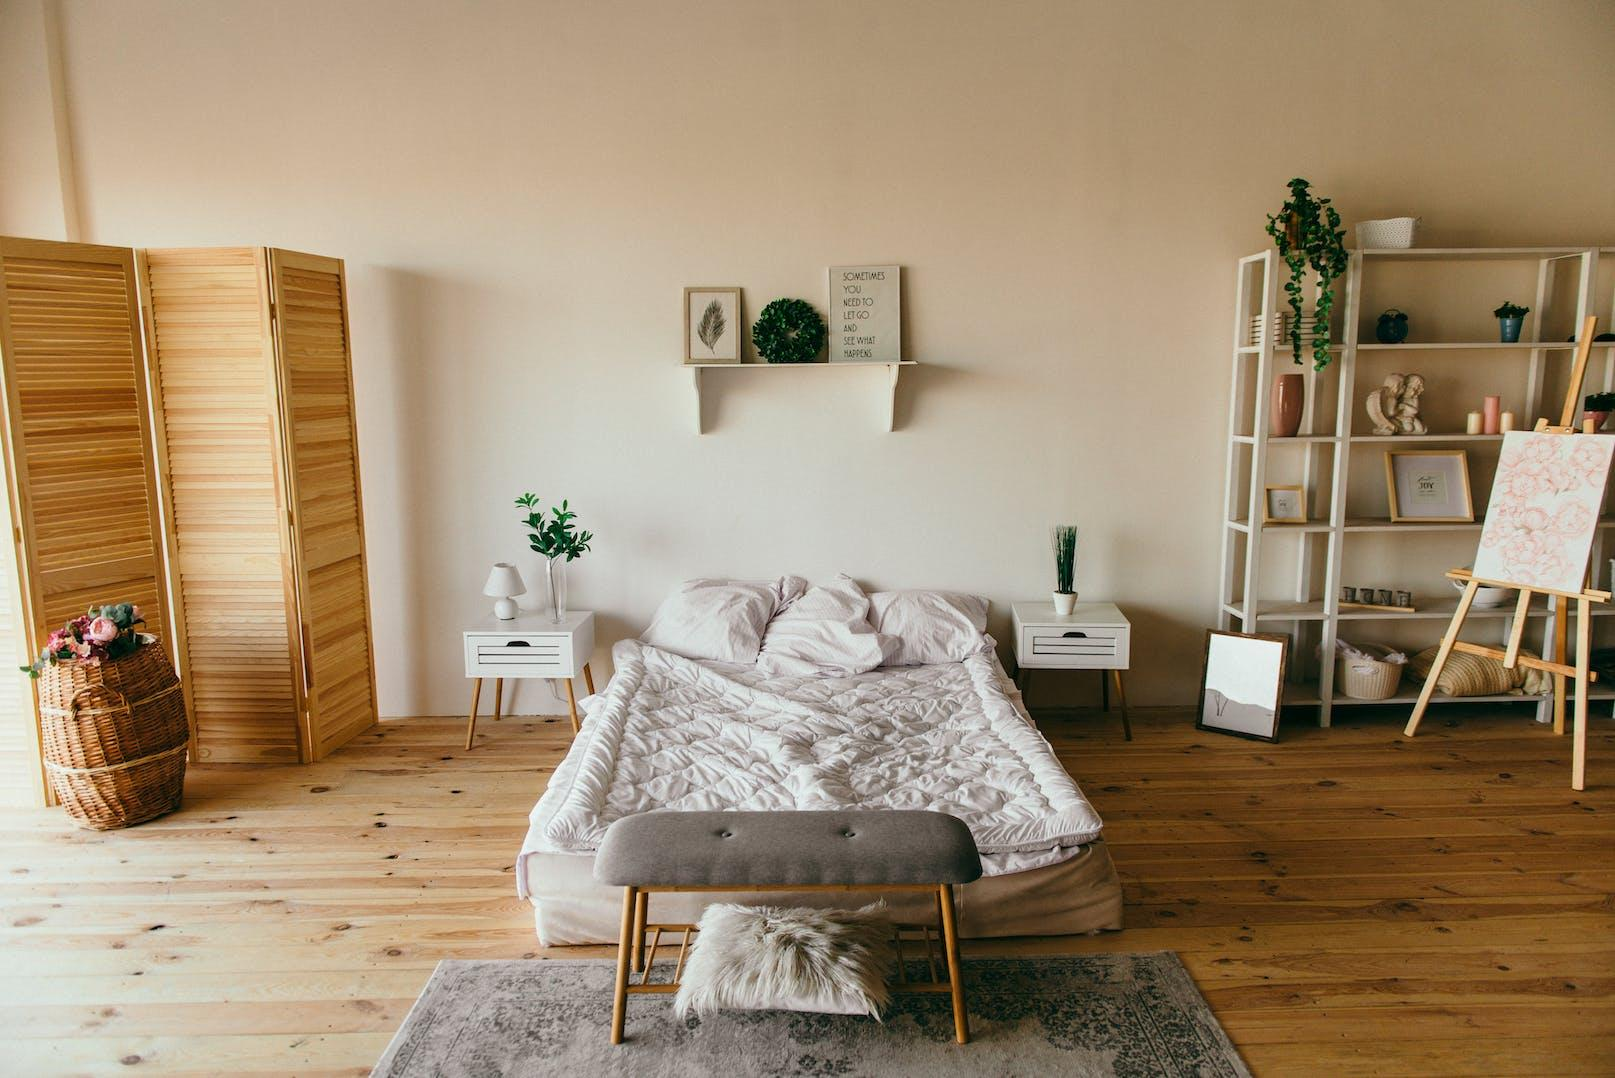 SOMETIMES
YOU
NEED TO
LET GO
AND
SEE WHAT
HAPPENS
JOY